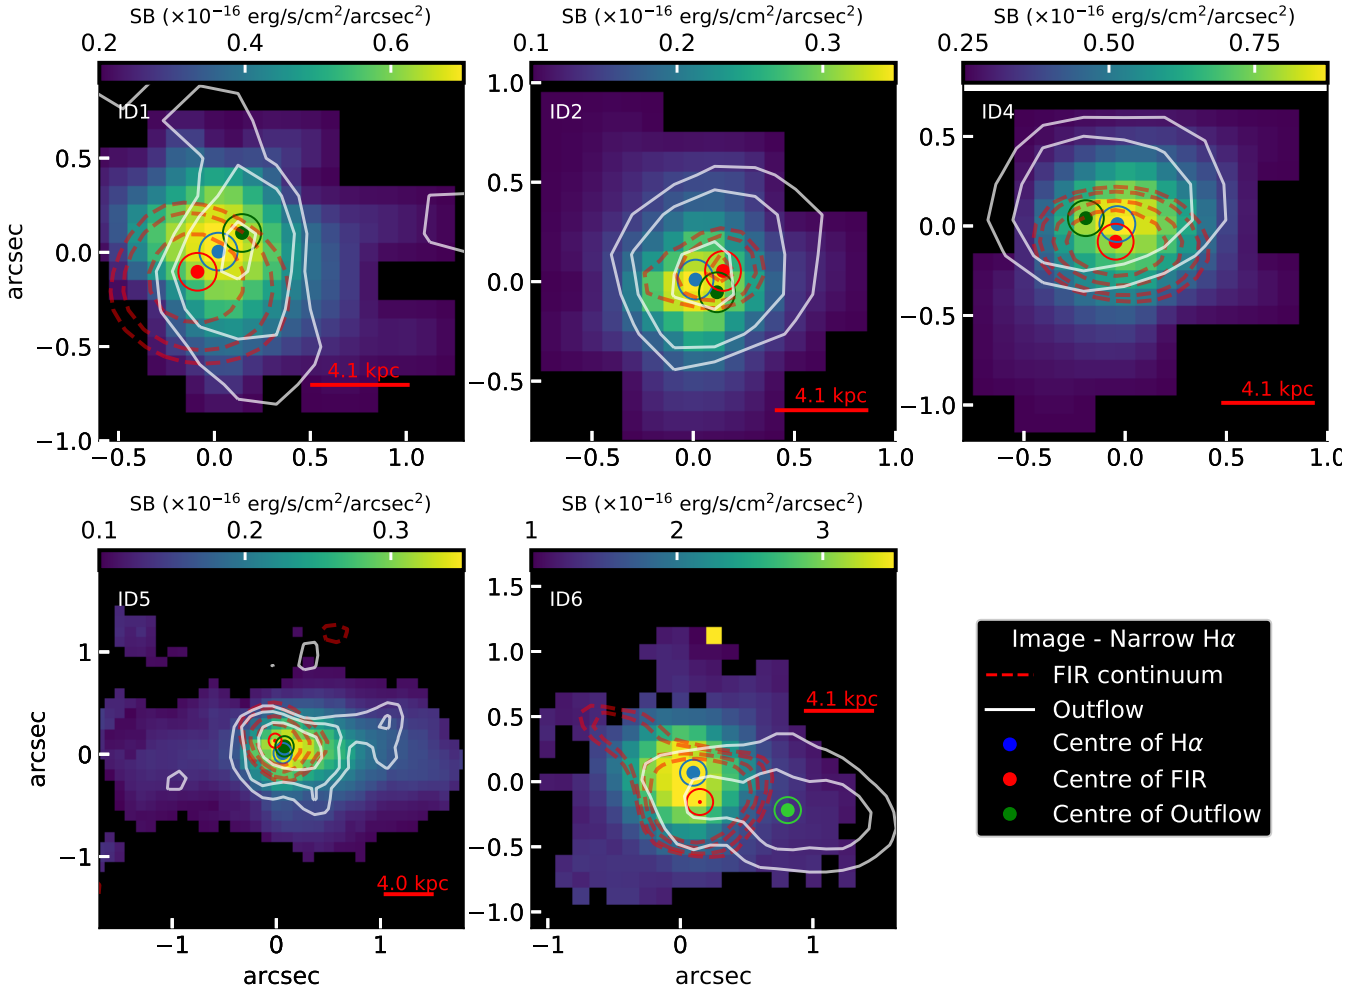 SB (×10⁻¹⁶ erg/s/cm²/arcsec²) SB (×10⁻¹⁶ erg/s/cm²/arcsec²) SB (×10⁻¹⁶ erg/s/cm²/arcsec²)
0.2 0.4 0.6 0.1 0.2 0.3 0.25 0.50 0.75
ID1 ID2 ID4
0.5 0.0 −0.5 −1.0
1.0 0.5 0.0 −0.5
0.5 0.0 −0.5 −1.0
arcsec
4.1 kpc 4.1 kpc 4.1 kpc
−0.5 0.0 0.5 1.0 −0.5 0.0 0.5 1.0 −0.5 0.0 0.5 1.0
SB (×10⁻¹⁶ erg/s/cm²/arcsec²) SB (×10⁻¹⁶ erg/s/cm²/arcsec²)
0.1 0.2 0.3 1 2 3
ID5 ID6
1 0 −1
1.5 1.0 0.5 0.0 −0.5 −1.0
arcsec
4.0 kpc 4.1 kpc
−1 0 1 −1 0 1
arcsec arcsec
Image - Narrow Hα
FIR continuum
Outflow
Centre of Hα
Centre of FIR
Centre of Outflow